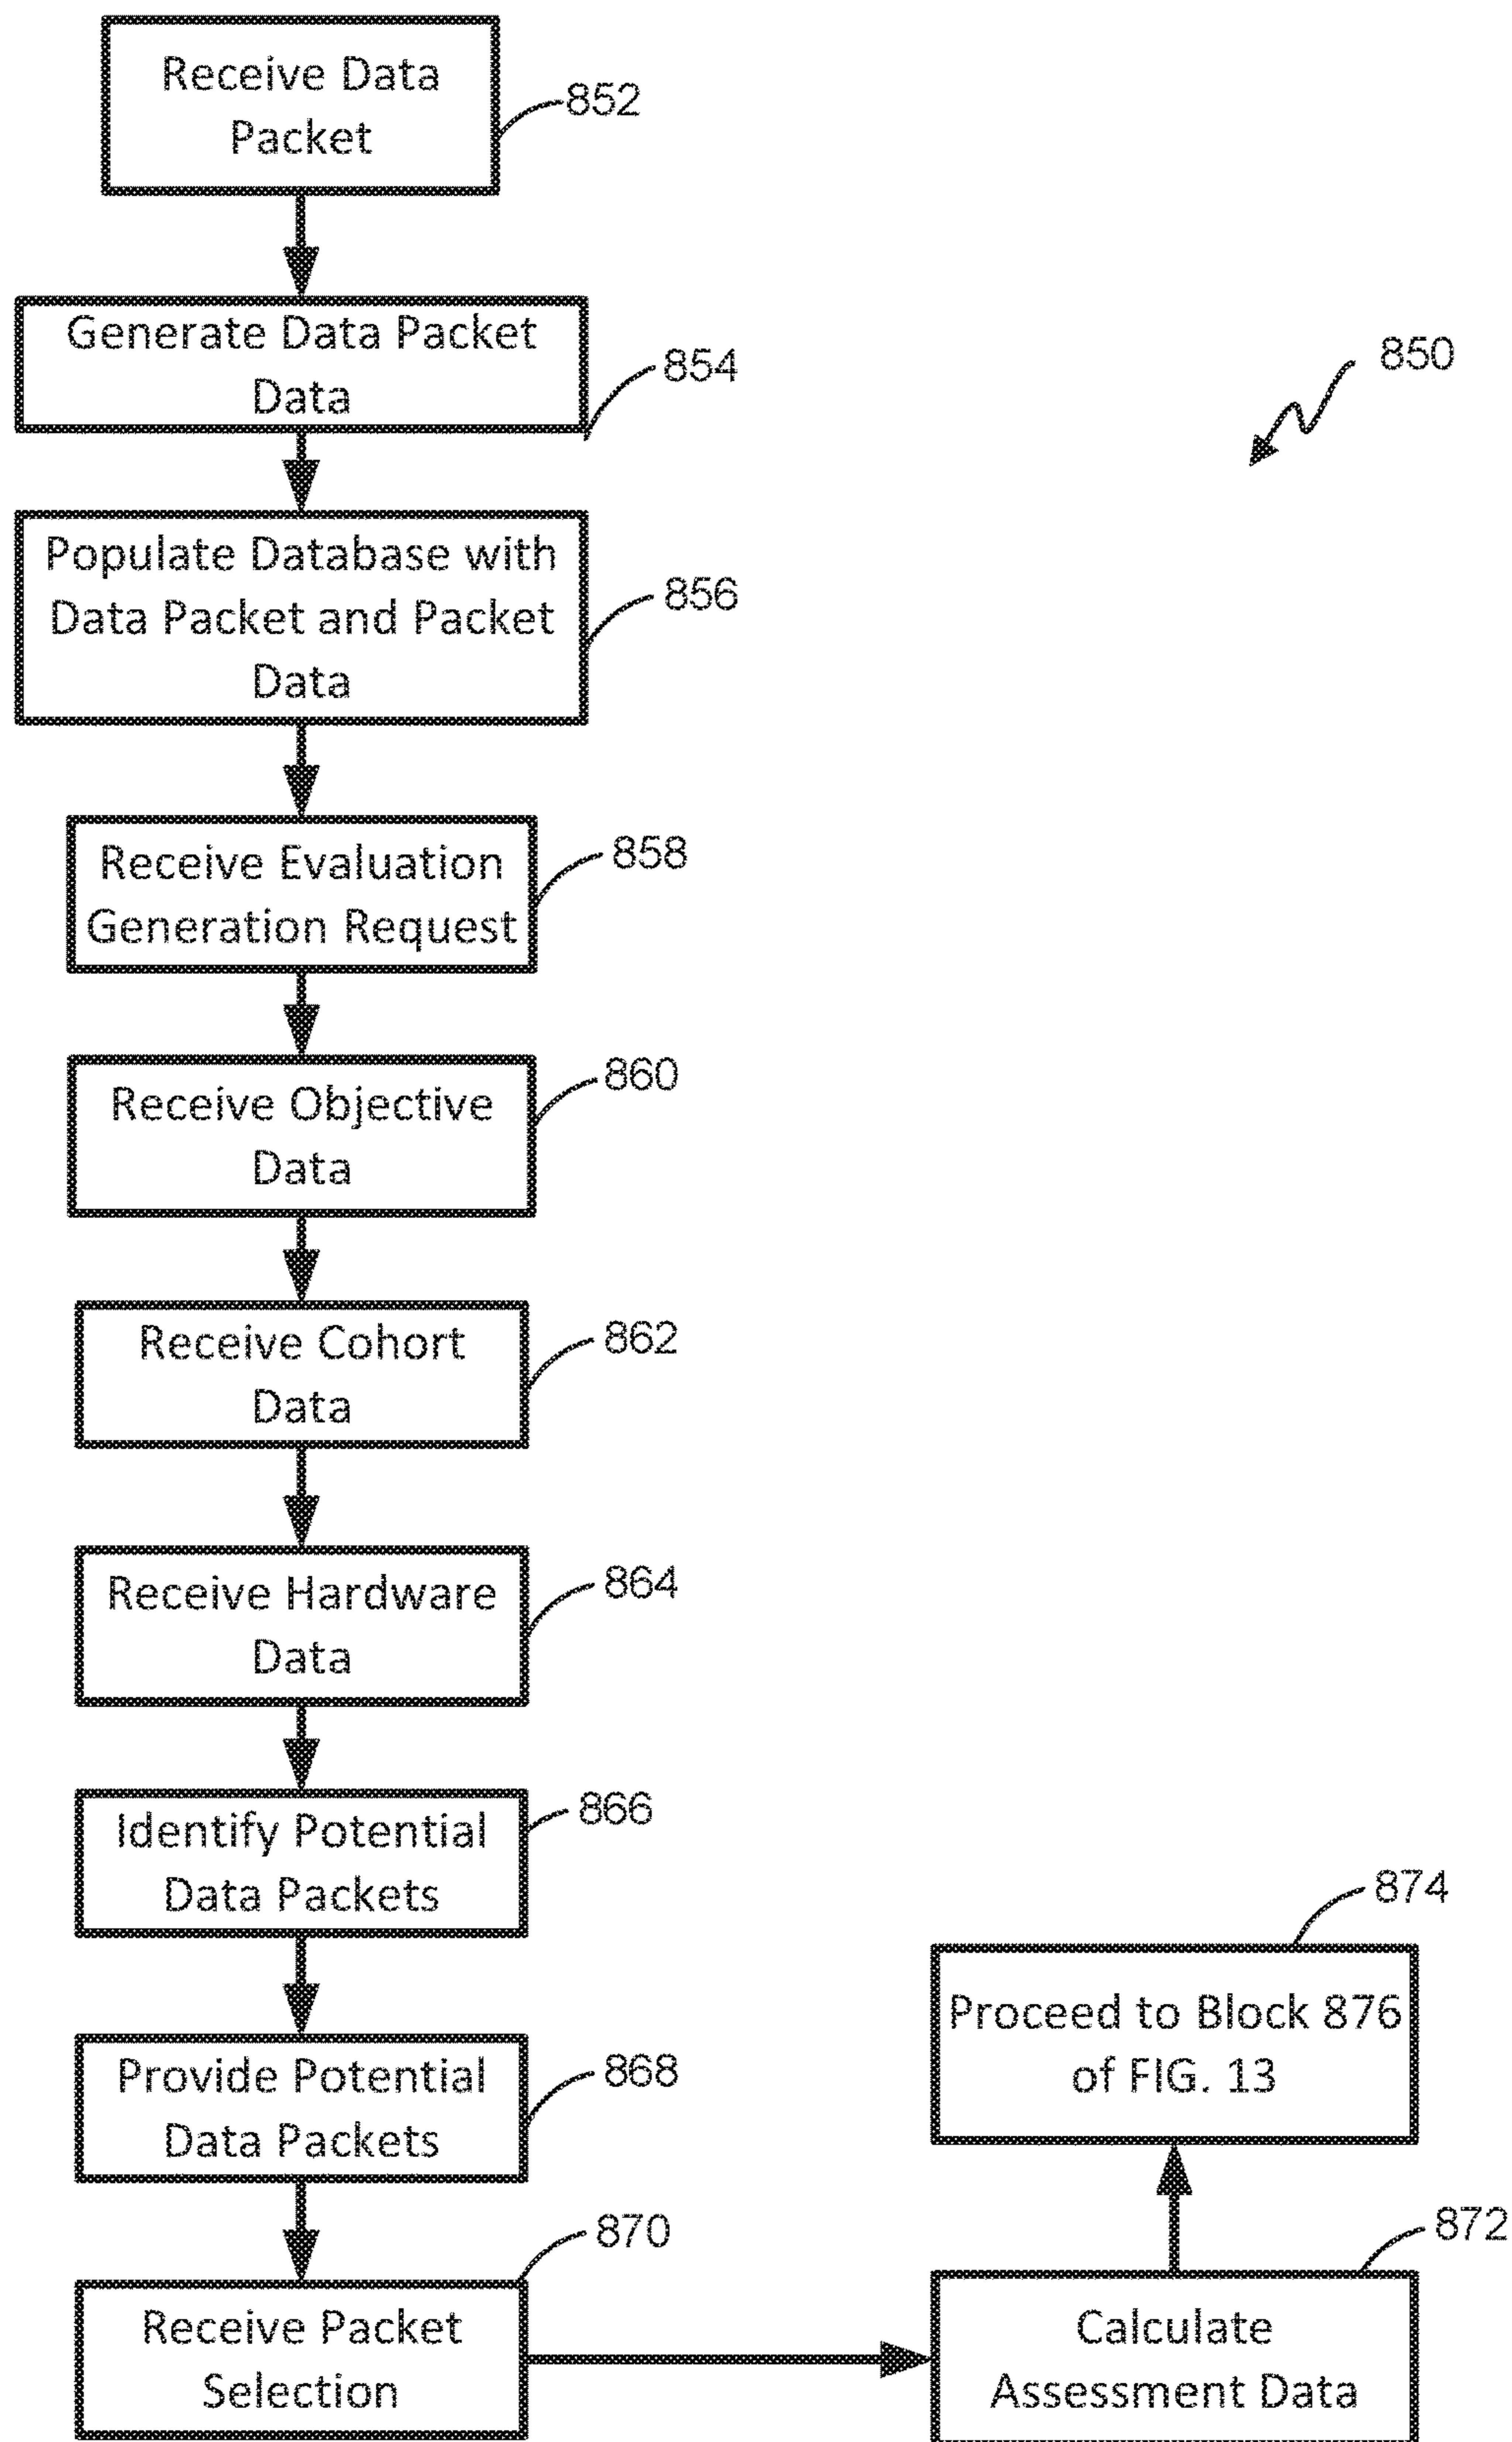 Receive Data
Packet
852
Generate Data Packet
Data
854
850
Populate Database with
Data Packet and Packet
Data
856
Receive Evaluation
Generation Request
858
Receive Objective
Data
860
Receive Cohort
Data
862
Receive Hardware
Data
864
Identify Potential
Data Packets
866
Provide Potential
Data Packets
868
Receive Packet
Selection
870
Calculate
Assessment Data
872
Proceed to Block 876
of FIG. 13
874